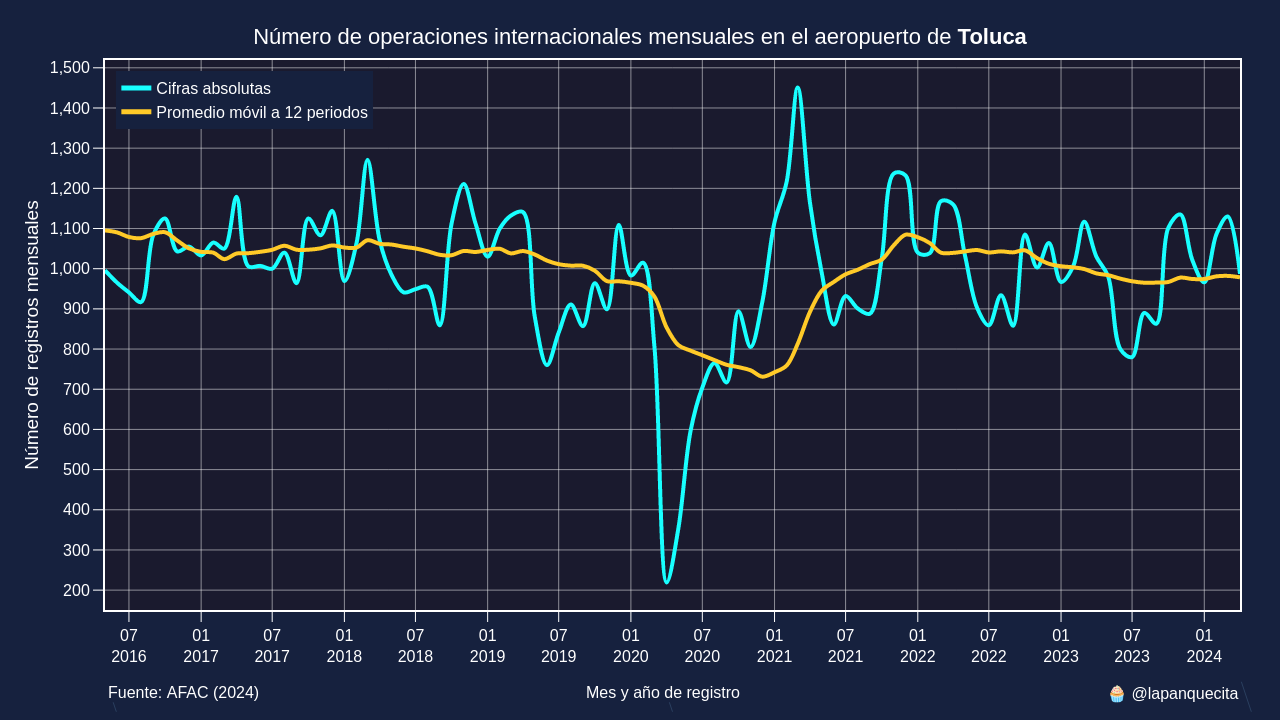 Número de operaciones internacionales mensuales en el aeropuerto de Toluca
Cifras absolutas
Promedio móvil a 12 periodos
Número de registros mensuales
1,500
1,400
1,300
1,200
1,100
1,000
900
800
700
600
500
400
300
200
07 01 07 01 07 01 07 01 07 01 07 01 07 01 07 01
2016 2017 2017 2018 2018 2019 2019 2020 2020 2021 2021 2022 2022 2023 2023 2024
Fuente: AFAC (2024)
Mes y año de registro
🧁 @lapanquecita